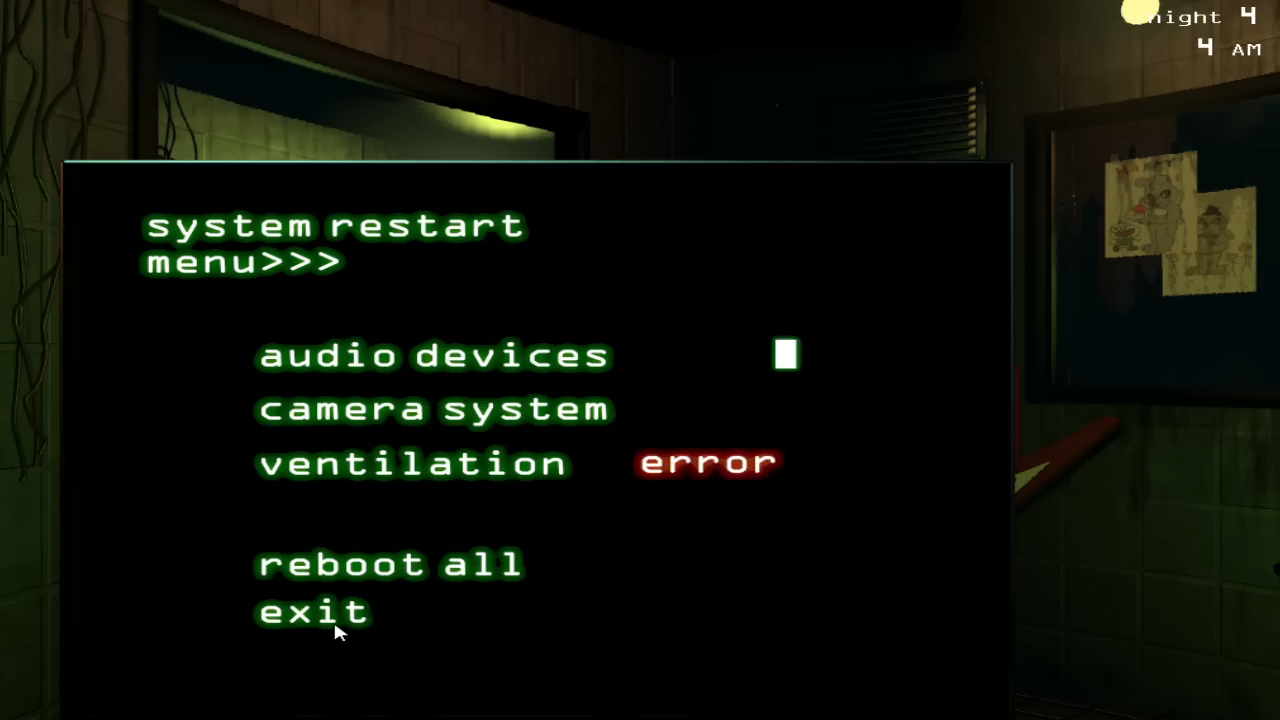 night 4
4 AM
system restart
menu>>>
audio devices
camera system
ventilation error
reboot all
exit